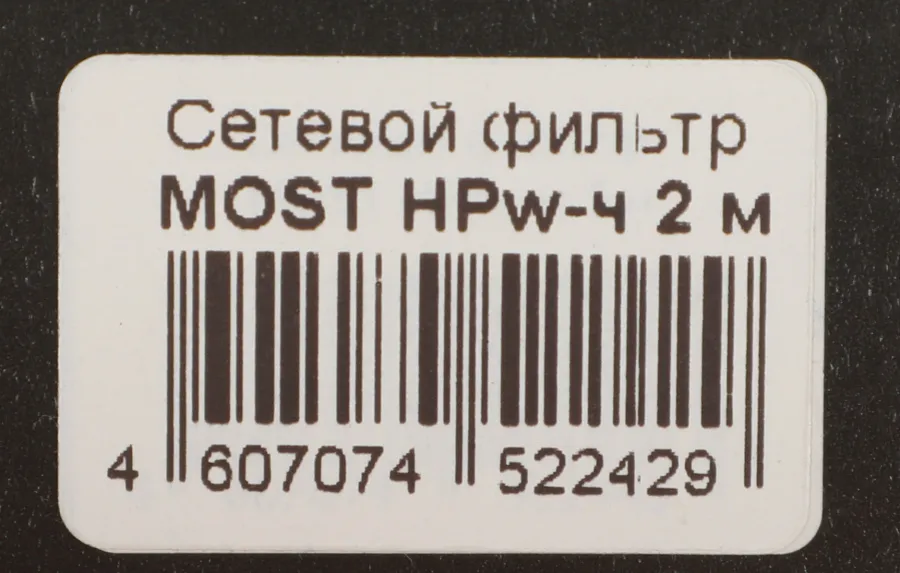 Сетевой фильтр
MOST HPw-ч 2 м
4 607074 522429